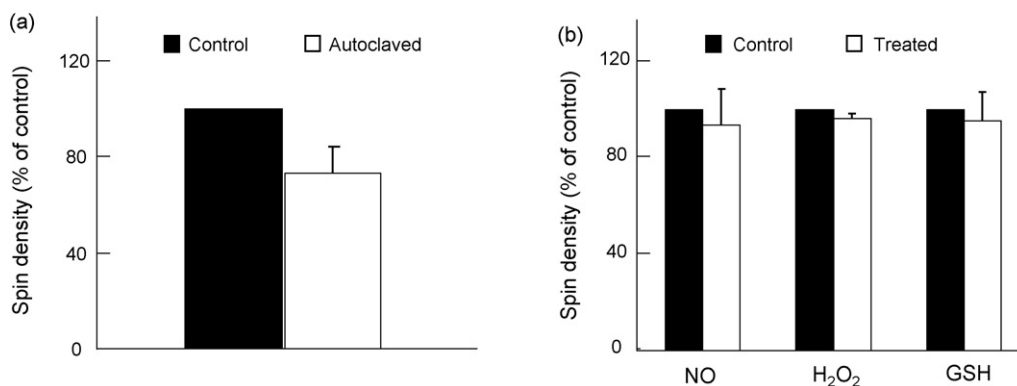 (a)
Control
Autoclaved
Spin density (% of control)
120
80
40
0
(b)
Control
Treated
Spin density (% of control)
120
80
40
0
NO
H₂O₂
GSH